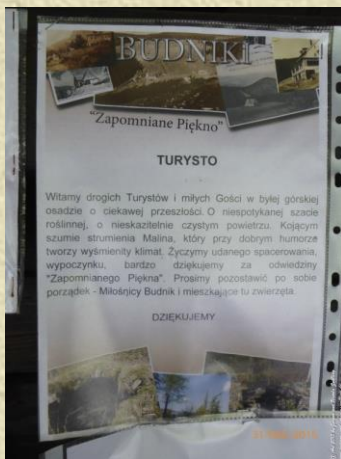 BUDNIKI
"Zapomniane Piękno"
TURYSTO
Witamy drogich Turystów i miłych Gości w byłej górskiej
osadzie o ciekawej przeszłości. O niespotykanej szacie
roślinnej, o nieskazitelnie czystym powietrzu. Kojącym
szumie strumienia Malina, który przy dobrym humorze
tworzy wyśmienity klimat. Życzymy udanego spacerowania,
wypoczynku, bardzo dziękujemy za odwiedziny
"Zapomnianego Piękna". Prosimy pozostawić po sobie
porządek - Miłośnicy Budnik i mieszkające tu zwierzęta.
DZIĘKUJEMY